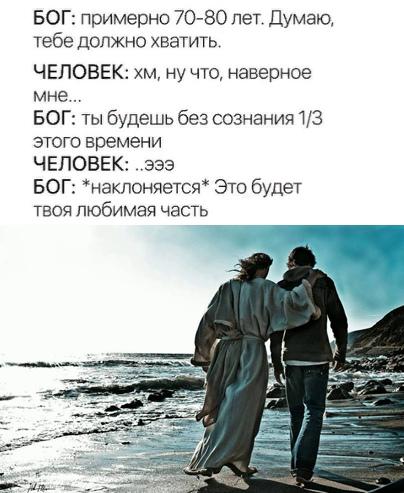 БОГ: примерно 70-80 лет. Думаю,
тебе должно хватить.
ЧЕЛОВЕК: хм, ну что, наверное
мне...
БОГ: ты будешь без сознания 1/3
этого времени
ЧЕЛОВЕК: ..эээ
БОГ: *наклоняется* Это будет
твоя любимая часть